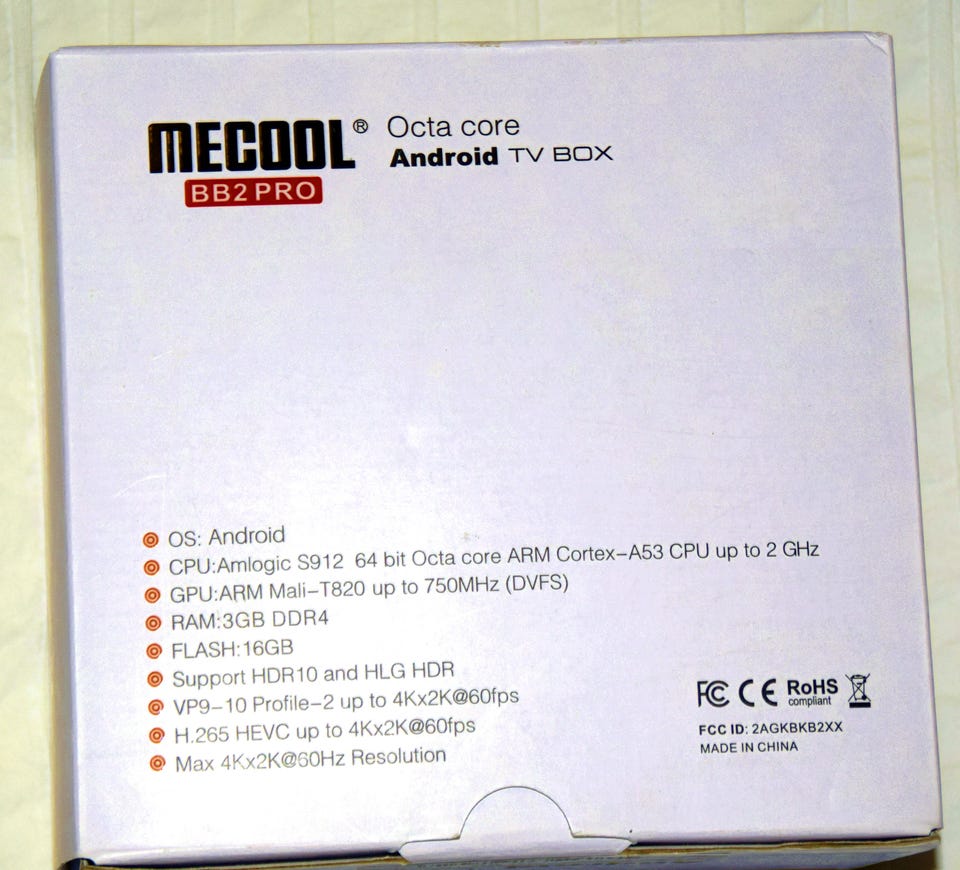 MECOOL® Octa core
Android TV BOX
BB2 PRO
OS: Android
CPU:Amlogic S912 64 bit Octa core ARM Cortex-A53 CPU up to 2 GHz
GPU:ARM Mali-T820 up to 750MHz (DVFS)
RAM:3GB DDR4
FLASH:16GB
Support HDR10 and HLG HDR
VP9-10 Profile-2 up to 4Kx2K@60fps
H.265 HEVC up to 4Kx2K@60fps
Max 4Kx2K@60Hz Resolution
FC CE RoHS
compliant
FCC ID: 2AGKBKB2XX
MADE IN CHINA